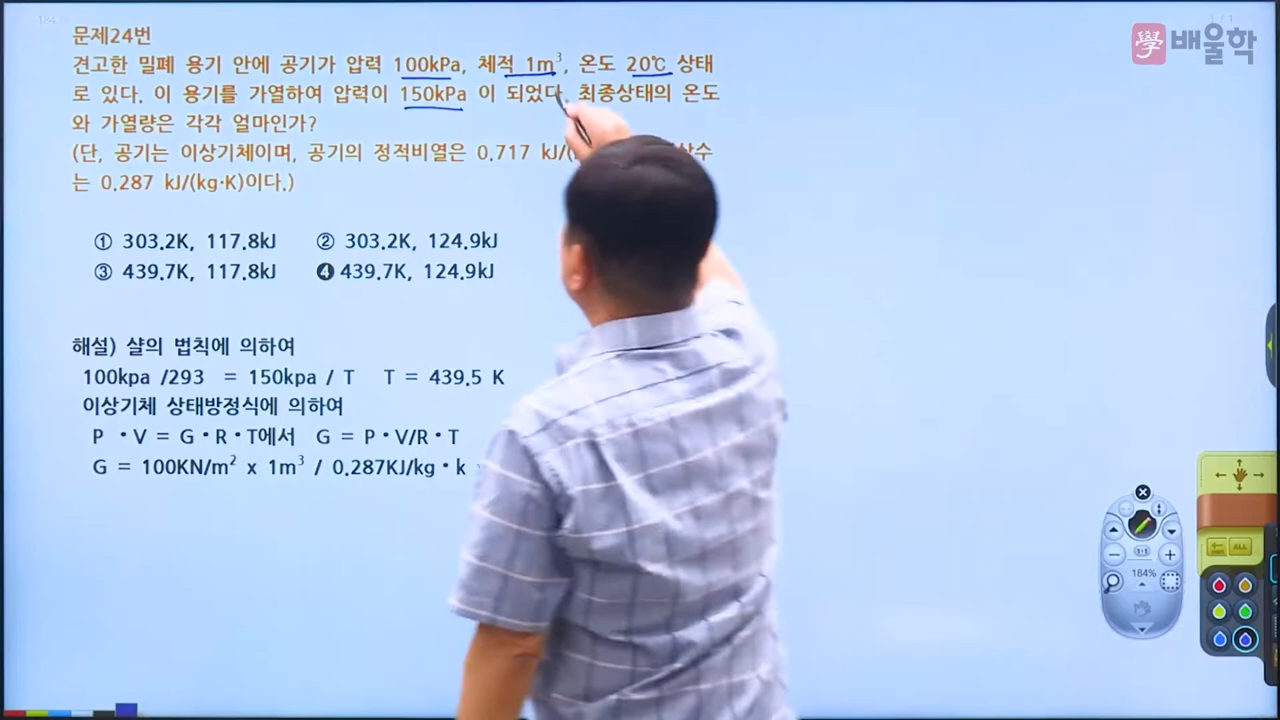 배울학
문제24번
견고한 밀폐 용기 안에 공기가 압력 100kPa, 체적 1m³, 온도 20℃ 상태
로 있다. 이 용기를 가열하여 압력이 150kPa 이 되었다. 최종상태의 온도
와 가열량은 각각 얼마인가?
(단, 공기는 이상기체이며, 공기의 정적비열은 0.717 kJ/
는 0.287 kJ/(kg·K)이다.)
① 303.2K, 117.8kJ ② 303.2K, 124.9kJ
③ 439.7K, 117.8kJ ❹ 439.7K, 124.9kJ
해설) 샬의 법칙에 의하여
100kpa /293 = 150kpa / T T = 439.5 K
이상기체 상태방정식에 의하여
P ·V = G·R·T에서 G = P·V/R·T
G = 100KN/m² x 1m³ / 0.287KJ/kg·k
184%
ALL